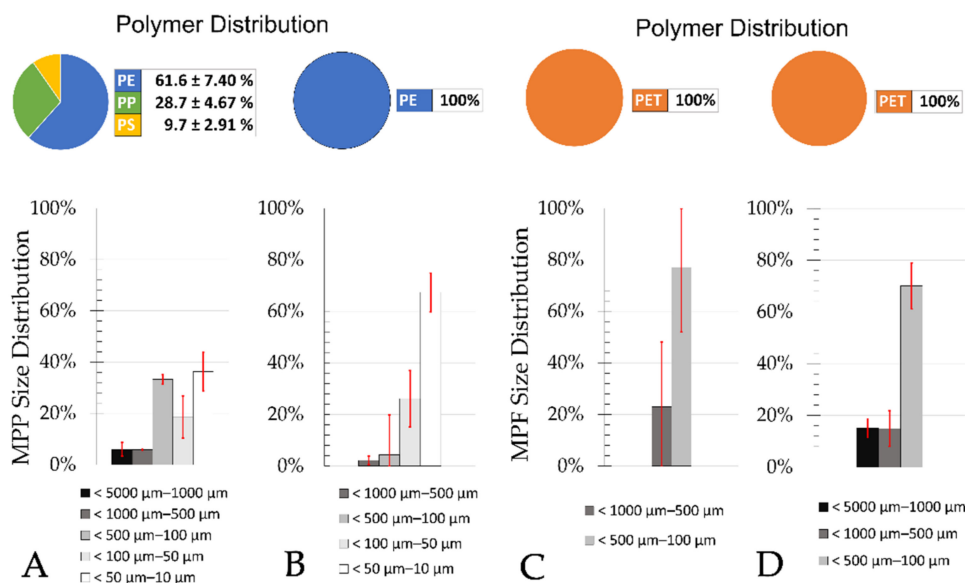 Polymer Distribution
Polymer Distribution
PE 61.6 ± 7.40 %
PP 28.7 ± 4.67 %
PS 9.7 ± 2.91 %
PE 100%
PET 100%
PET 100%
MPP Size Distribution
100%
80%
60%
40%
20%
0%
< 5000 µm–1000 µm
< 1000 µm–500 µm
< 500 µm–100 µm
< 100 µm–50 µm
< 50 µm–10 µm
A
100%
80%
60%
40%
20%
0%
< 1000 µm–500 µm
< 500 µm–100 µm
< 100 µm–50 µm
< 50 µm–10 µm
B
MPF Size Distribution
100%
80%
60%
40%
20%
0%
< 1000 µm–500 µm
< 500 µm–100 µm
C
100%
80%
60%
40%
20%
0%
< 5000 µm–1000 µm
< 1000 µm–500 µm
< 500 µm–100 µm
D